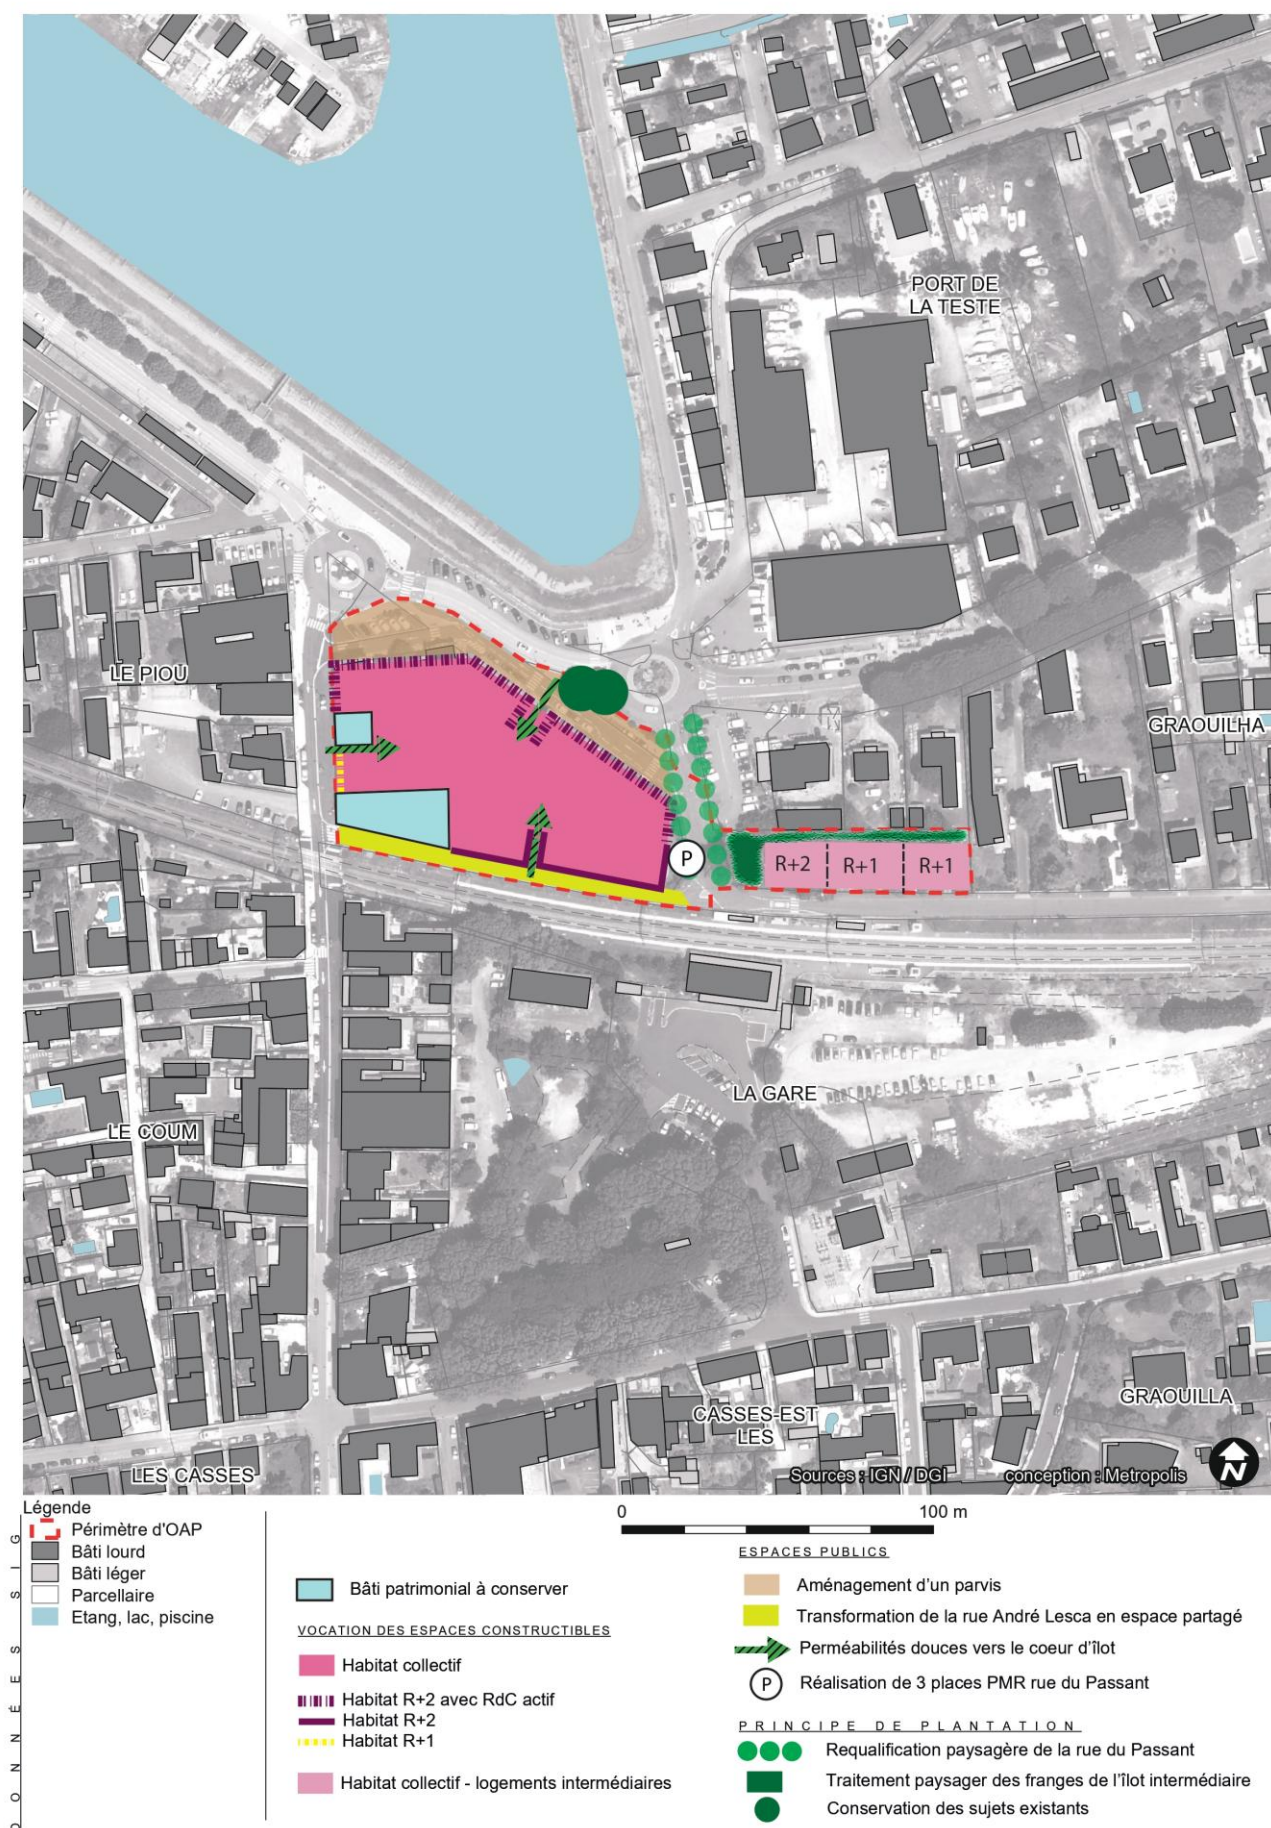 PORT DE
LA TESTE
LE PIOU
GRAOUILHA
P
R+2
R+1
R+1
LA GARE
LE COUM
GRAOUILLA
CASSES-EST
LES
LES CASSES
Sources : IGN / DGI
conception : Metropolis
N
Légende
Périmètre d'OAP
Bâti lourd
Bâti léger
Parcellaire
Etang, lac, piscine
DONNÉES SIG
Bâti patrimonial à conserver
VOCATION DES ESPACES CONSTRUCTIBLES
Habitat collectif
Habitat R+2 avec RdC actif
Habitat R+2
Habitat R+1
Habitat collectif - logements intermédiaires
0
100 m
ESPACES PUBLICS
Aménagement d'un parvis
Transformation de la rue André Lesca en espace partagé
Perméabilités douces vers le coeur d'îlot
P
Réalisation de 3 places PMR rue du Passant
PRINCIPE DE PLANTATION
Requalification paysagère de la rue du Passant
Traitement paysager des franges de l'îlot intermédiaire
Conservation des sujets existants